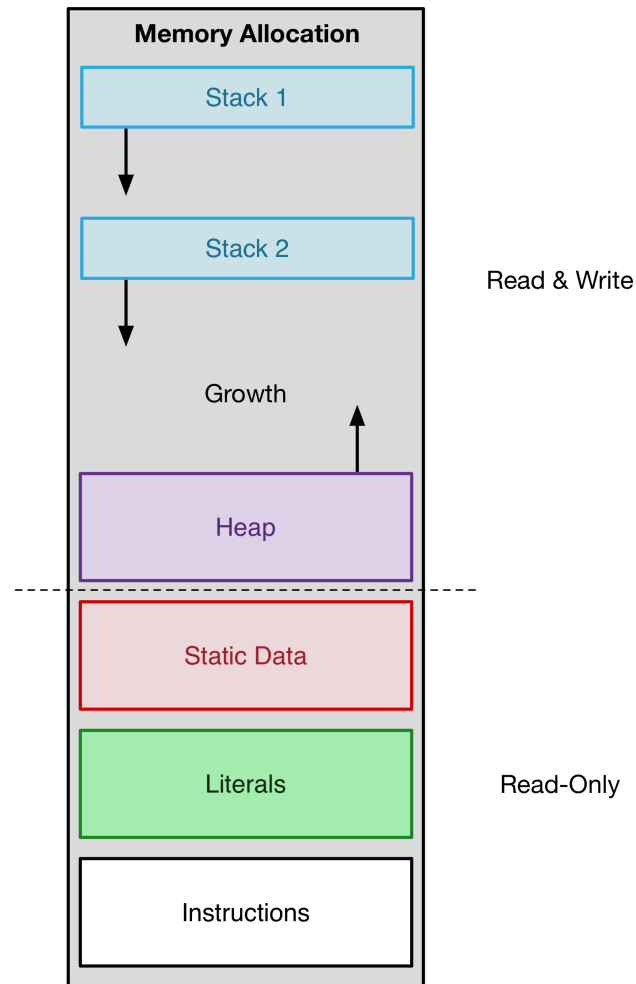 Memory Allocation
Stack 1
Stack 2
Read & Write
Growth
Heap
Static Data
Literals
Read-Only
Instructions